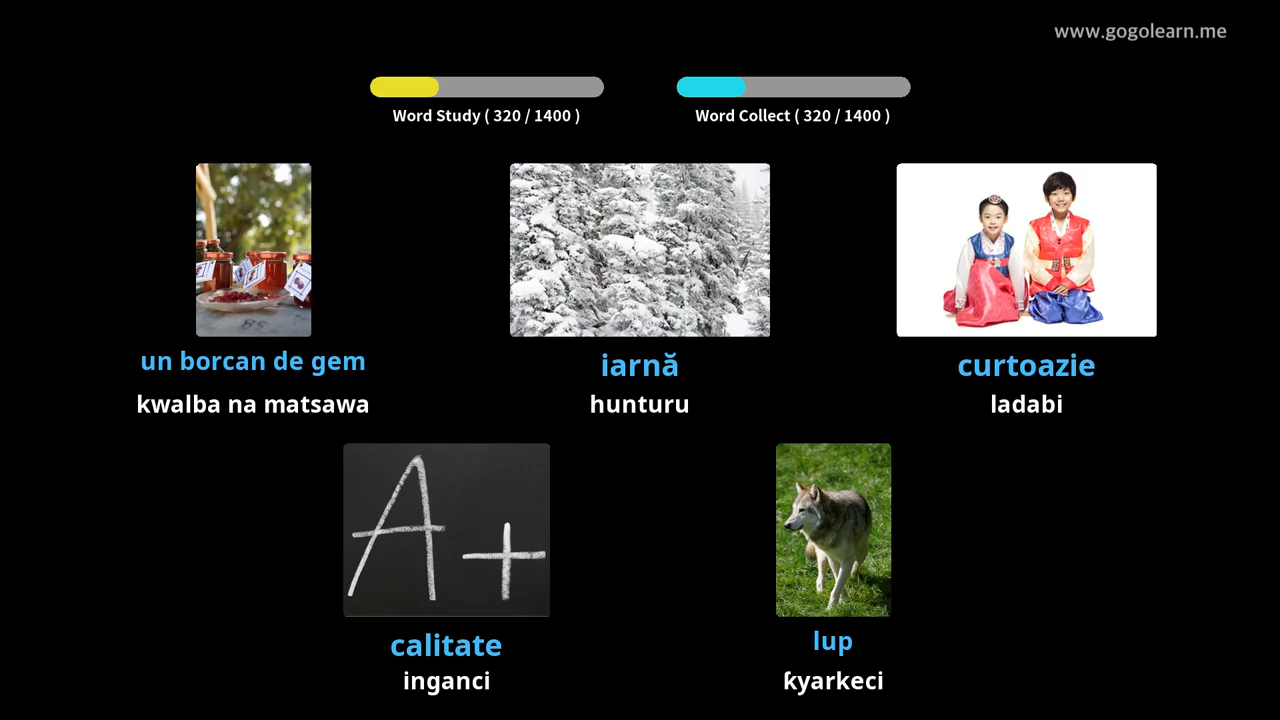 www.gogolearn.me
Word Study ( 320 / 1400 )
Word Collect ( 320 / 1400 )
un borcan de gem
iarnă
curtoazie
kwalba na matsawa
hunturu
ladabi
A+
calitate
lup
inganci
ƙyarkeci